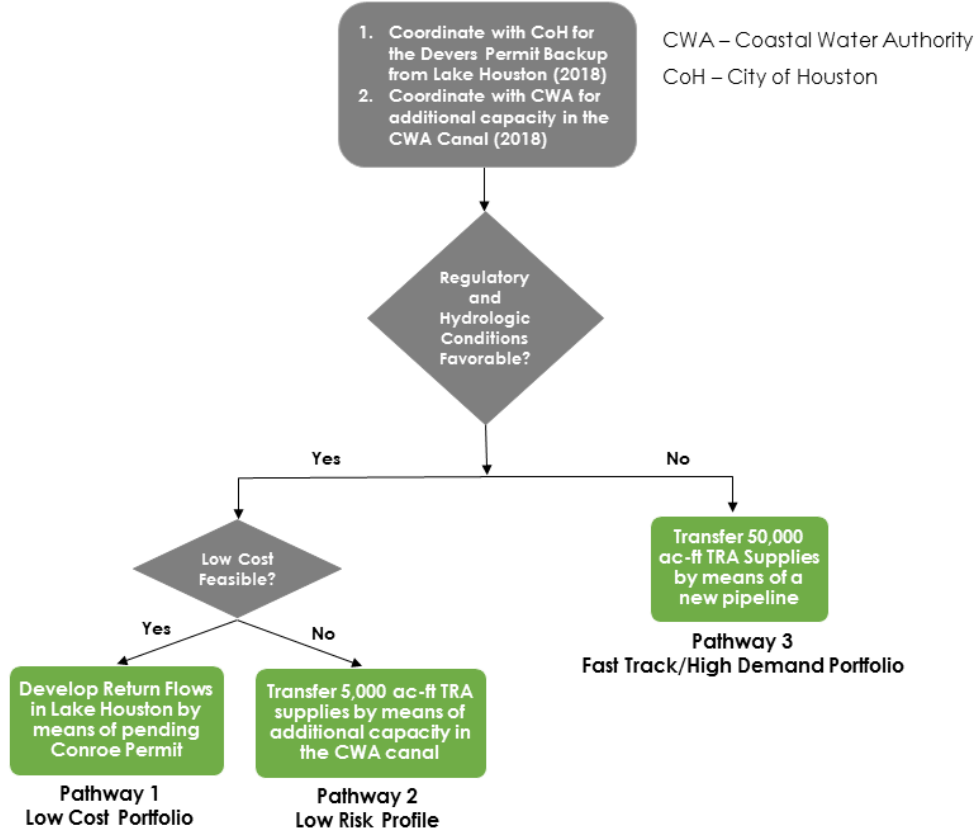 1. Coordinate with CoH for
the Devers Permit Backup
from Lake Houston (2018)
2. Coordinate with CWA for
additional capacity in the
CWA Canal (2018)
CWA – Coastal Water Authority
CoH – City of Houston
Regulatory
and
Hydrologic
Conditions
Favorable?
Yes
No
Low Cost
Feasible?
Transfer 50,000
ac-ft TRA Supplies
by means of a
new pipeline
Pathway 3
Fast Track/High Demand Portfolio
Yes
No
Develop Return Flows
in Lake Houston by
means of pending
Conroe Permit
Pathway 1
Low Cost Portfolio
Transfer 5,000 ac-ft TRA
supplies by means of
additional capacity in
the CWA canal
Pathway 2
Low Risk Profile